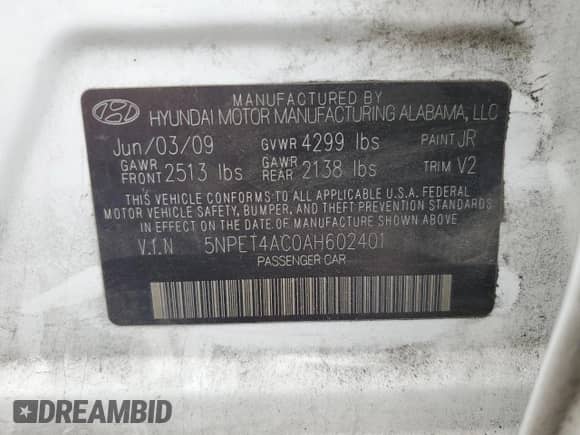 MANUFACTURED BY
HYUNDAI MOTOR MANUFACTURING ALABAMA, LLC
Jun/03/09 GVWR 4299 lbs PAINT JR
GAWR FRONT 2513 lbs GAWR REAR 2138 lbs TRIM V2
THIS VEHICLE CONFORMS TO ALL APPLICABLE U.S.A. FEDERAL
MOTOR VEHICLE SAFETY, BUMPER, AND THEFT PREVENTION STANDARDS
IN EFFECT ON THE DATE OF MANUFACTURE SHOWN ABOVE
V.I.N 5NPET4AC0AH602401
PASSENGER CAR
DREAMBID